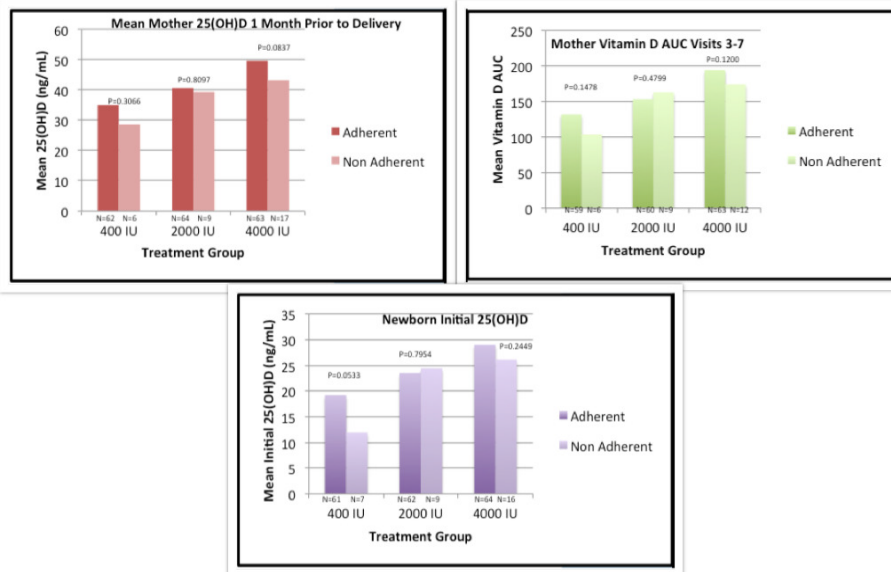 Mean Mother 25(OH)D 1 Month Prior to Delivery
60
50
40
30
20
10
0
Mean 25(OH)D (ng/mL)
P=0.3066
P=0.8097
P=0.0837
N=62 N=6
N=64 N=9
N=63 N=17
400 IU
2000 IU
4000 IU
Treatment Group
Adherent
Non Adherent
Mother Vitamin D AUC Visits 3-7
250
200
150
100
50
0
Mean Vitamin D AUC
P=0.1478
P=0.4799
P=0.1200
N=59 N=6
N=60 N=9
N=63 N=12
400 IU
2000 IU
4000 IU
Treatment Group
Adherent
Non Adherent
Newborn Initial 25(OH)D
35
30
25
20
15
10
5
0
Mean Initial 25(OH)D (ng/mL)
P=0.0533
P=0.7954
P=0.2449
N=61 N=7
N=62 N=9
N=64 N=16
400 IU
2000 IU
4000 IU
Treatment Group
Adherent
Non Adherent